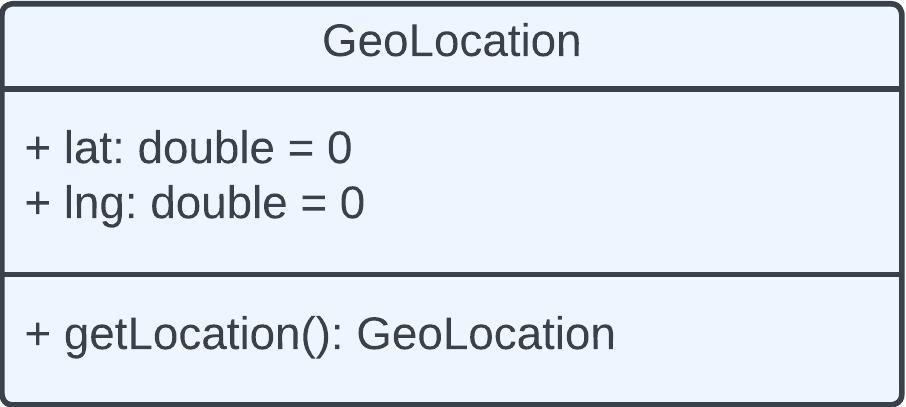 GeoLocation
+ lat: double = 0
+ lng: double = 0
+ getLocation(): GeoLocation